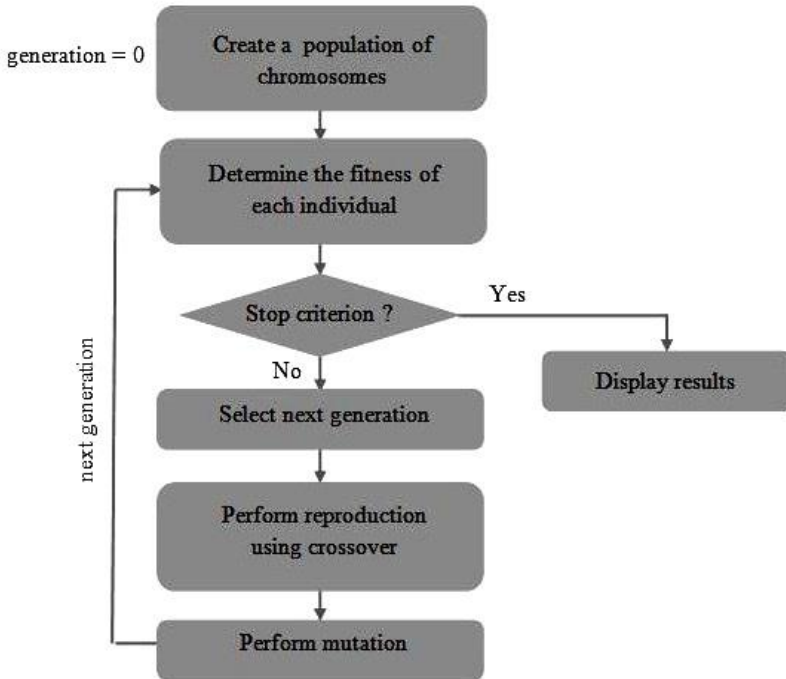 generation = 0
Create a population of
chromosomes
Determine the fitness of
each individual
Stop criterion ?
Yes
No
Display results
Select next generation
next generation
Perform reproduction
using crossover
Perform mutation